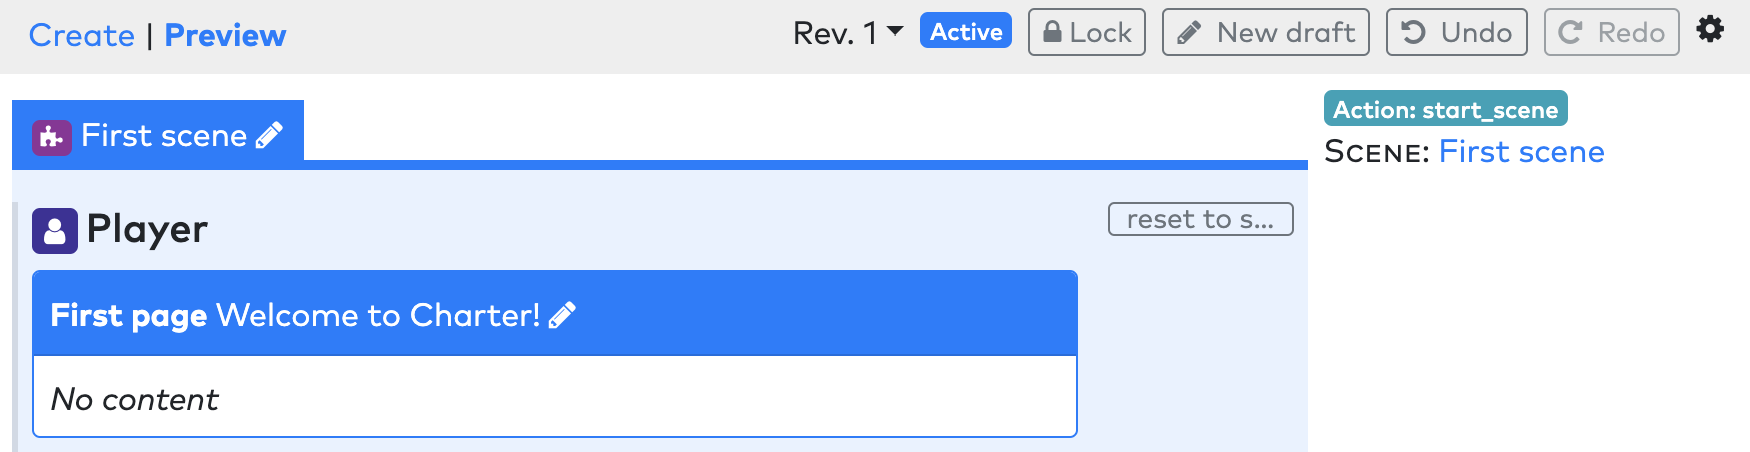 Create | Preview
Rev. 1 Active Lock New draft Undo Redo
First scene
Player
reset to s...
First page Welcome to Charter!
No content
Action: start_scene
SCENE: First scene